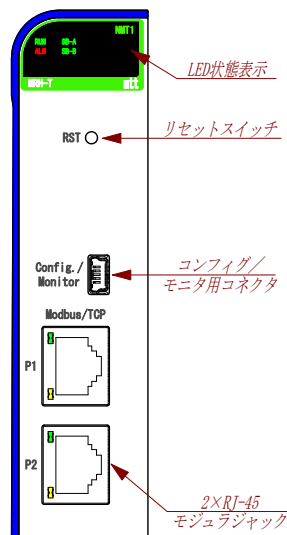 NMT1
RUN SD-A
ALM SD-B
MRH-T mtt
LED状態表示
RST
リセットスイッチ
Config./
Monitor
コンフィグ/
モニタ用コネクタ
Modbus/TCP
P1
P2
2×RJ-45
モジュラジャック